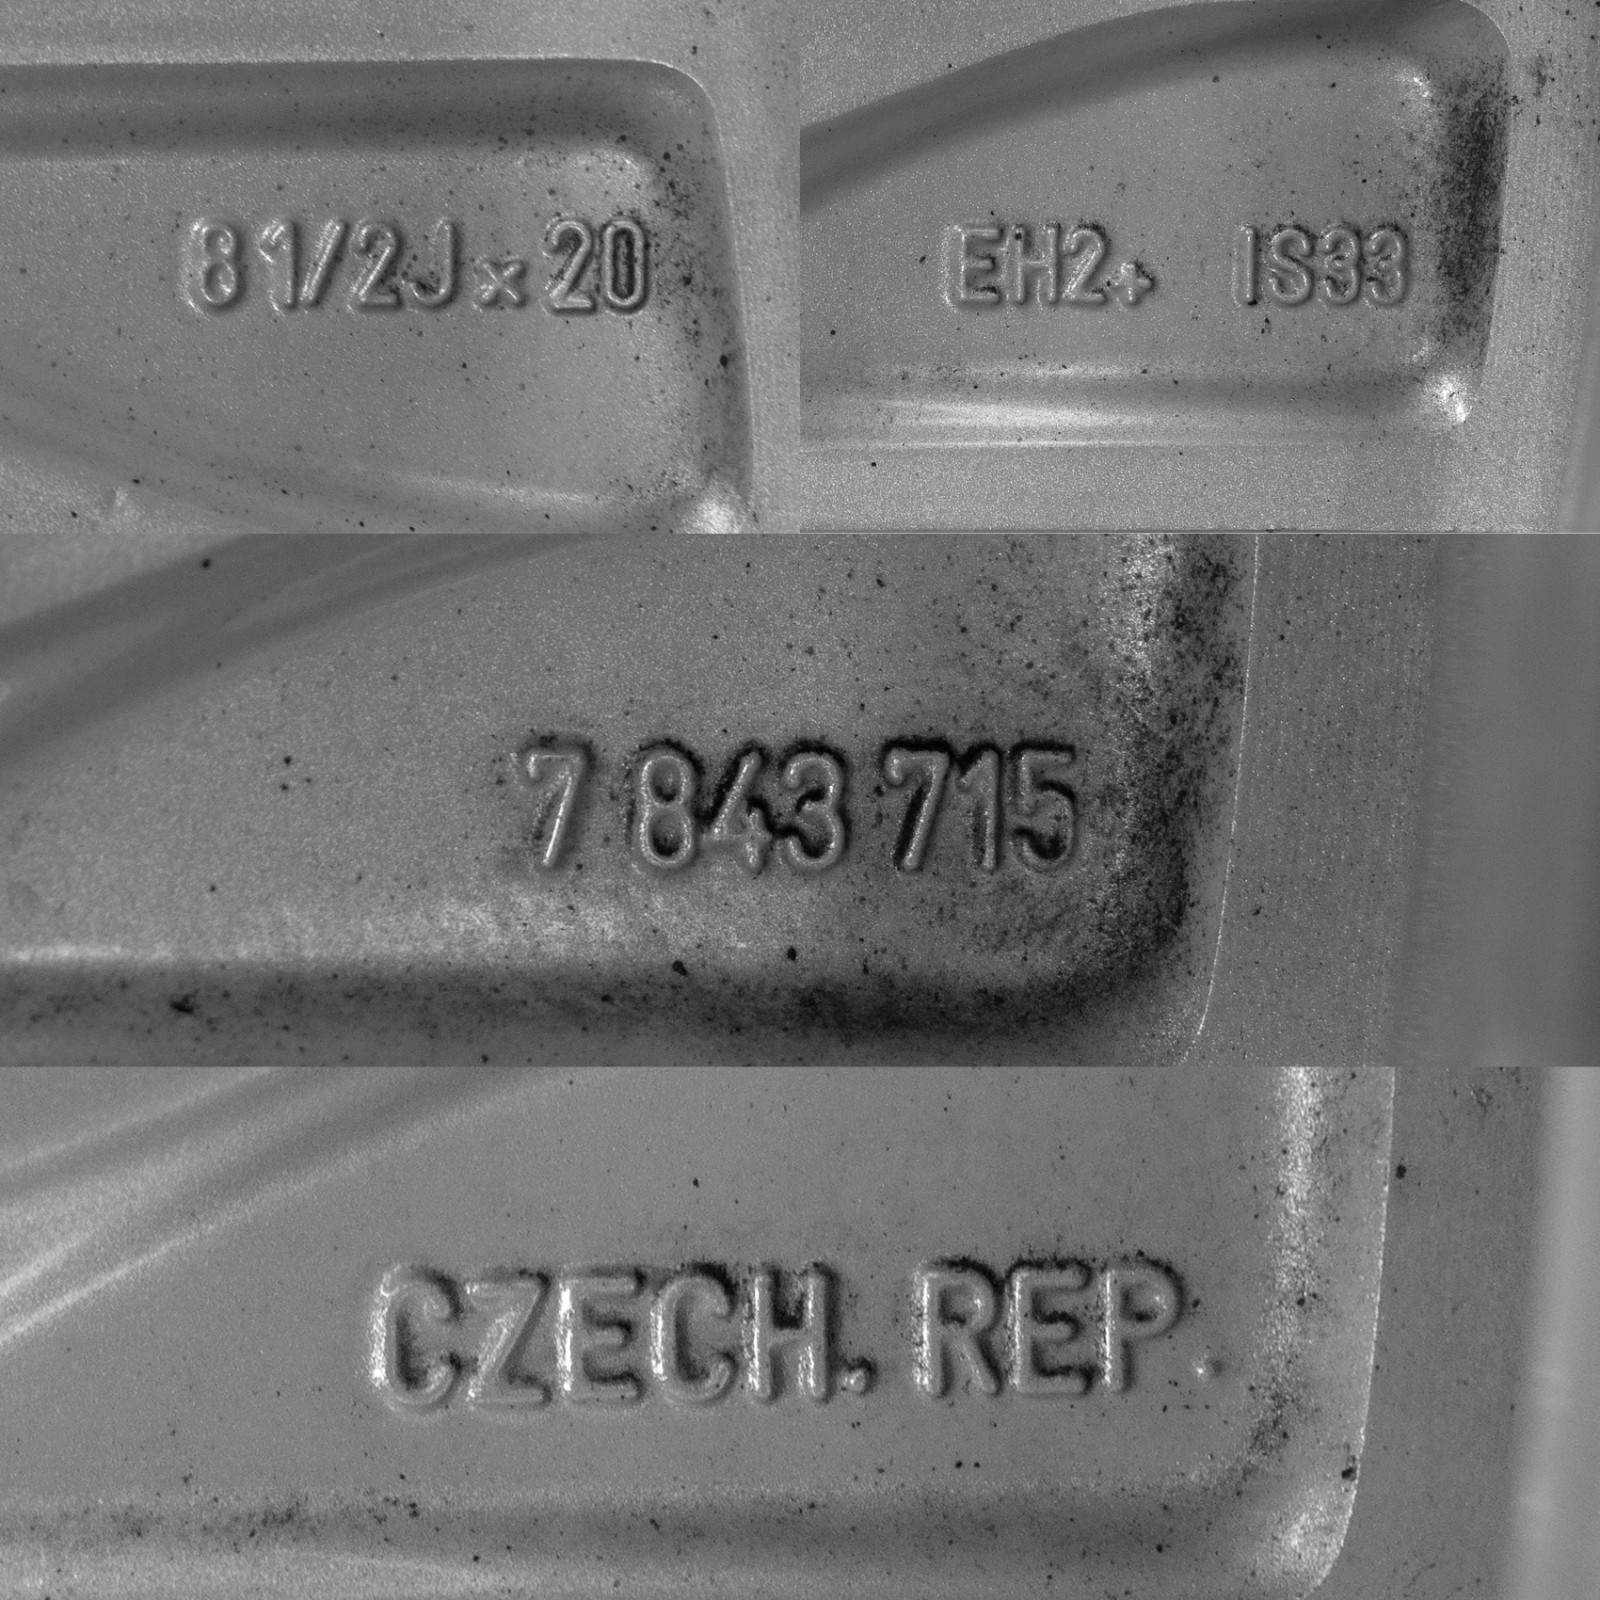 8 1/2J x 20
EH2+ IS33
7 843 715
CZECH. REP.